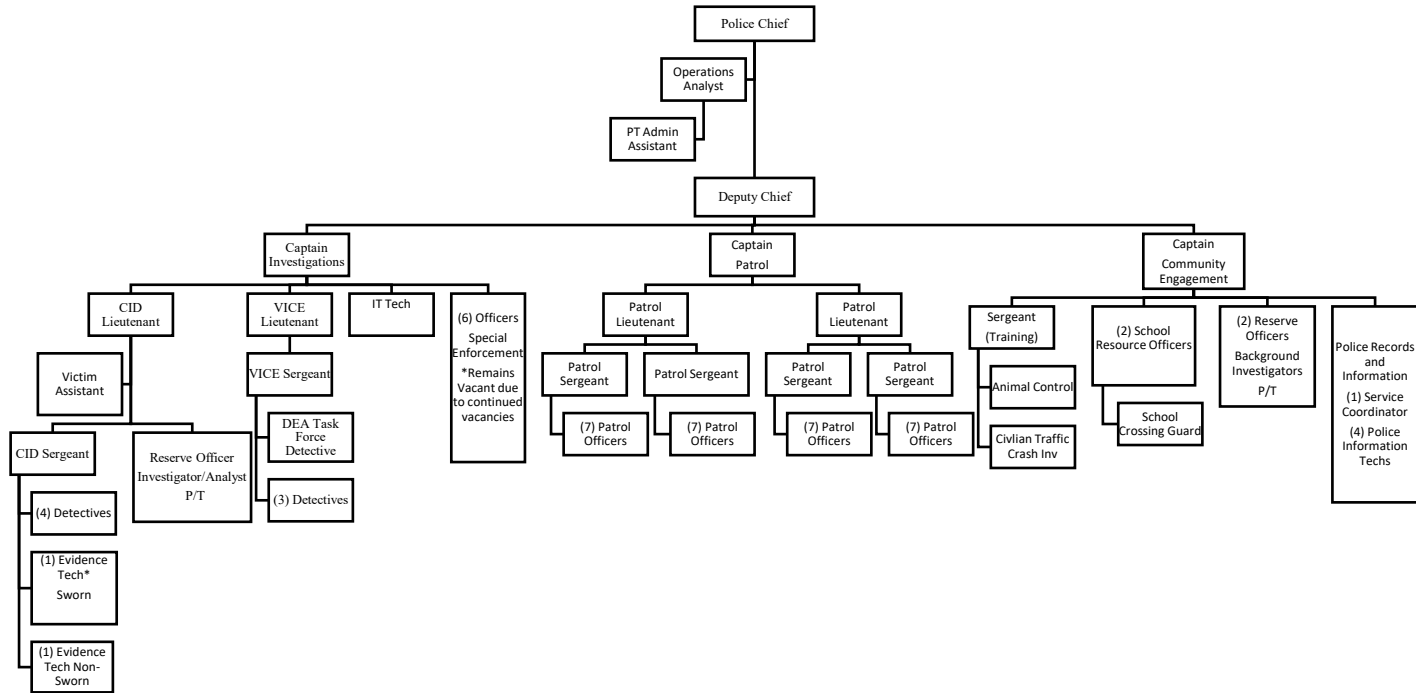 Police Chief
Operations
Analyst
PT Admin
Assistant
Deputy Chief
Captain
Investigations
Captain
Patrol
Captain
Community
Engagement
CID
Lieutenant
VICE
Lieutenant
IT Tech
(6) Officers
Special
Enforcement
*Remains
Vacant due
to continued
vacancies
Victim
Assistant
VICE Sergeant
CID Sergeant
Reserve Officer
Investigator/Analyst
P/T
DEA Task
Force
Detective
(3) Detectives
(4) Detectives
(1) Evidence
Tech*
Sworn
(1) Evidence
Tech Non-
Sworn
Patrol
Lieutenant
Patrol
Lieutenant
Patrol
Sergeant
Patrol Sergeant
Patrol
Sergeant
Patrol
Sergeant
(7) Patrol
Officers
(7) Patrol
Officers
(7) Patrol
Officers
(7) Patrol
Officers
Sergeant
(Training)
Animal Control
Civlian Traffic
Crash Inv
(2) School
Resource Officers
School
Crossing Guard
(2) Reserve
Officers
Background
Investigators
P/T
Police Records
and
Information
(1) Service
Coordinator
(4) Police
Information
Techs